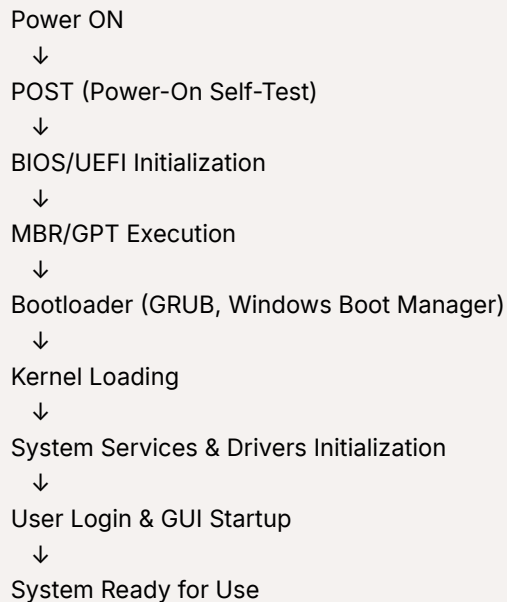 Power ON
↓
POST (Power-On Self-Test)
↓
BIOS/UEFI Initialization
↓
MBR/GPT Execution
↓
Bootloader (GRUB, Windows Boot Manager)
↓
Kernel Loading
↓
System Services & Drivers Initialization
↓
User Login & GUI Startup
↓
System Ready for Use